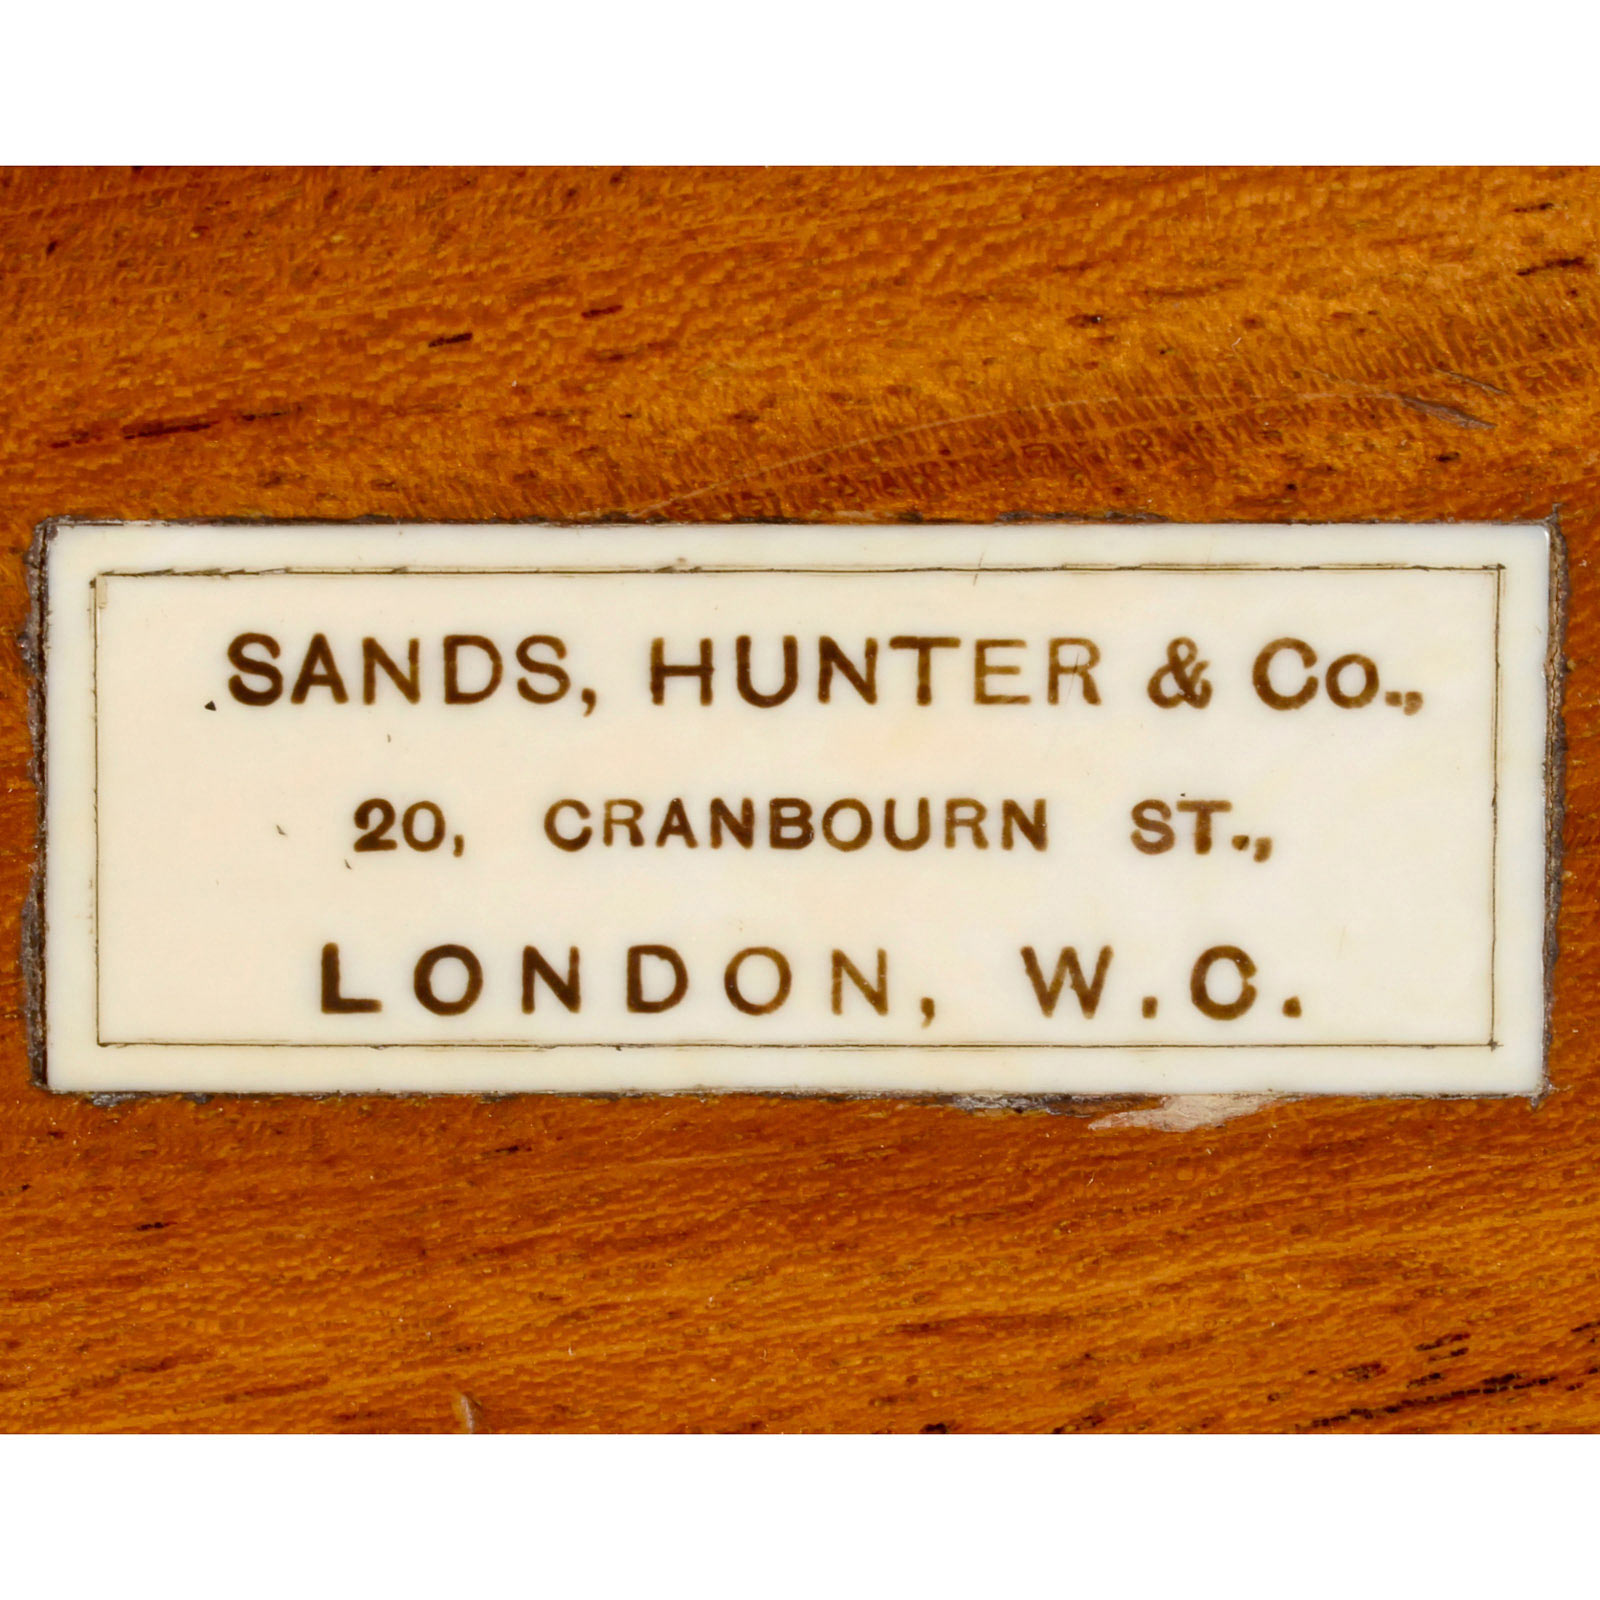 SANDS, HUNTER & Co.,
20, CRANBOURN ST.,
LONDON, W.C.